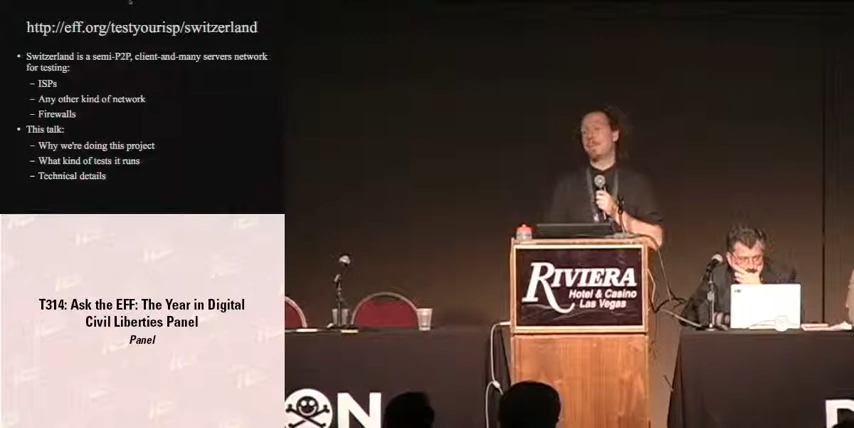 http://eff.org/testyourisp/switzerland
• Switzerland is a semi-P2P, client-and-many servers network
for testing:
– ISPs
– Any other kind of network
– Firewalls
• This talk:
– Why we're doing this project
– What kind of tests it runs
– Technical details
T314: Ask the EFF: The Year in Digital
Civil Liberties Panel
Panel
RIVIERA
Hotel & Casino
Las Vegas
ON
D